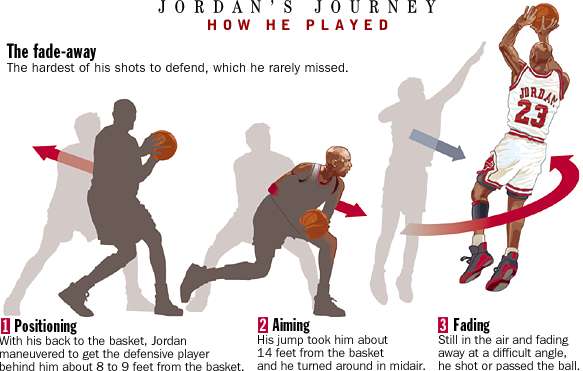 JORDAN'S JOURNEY
HOW HE PLAYED
The fade-away
The hardest of his shots to defend, which he rarely missed.
JORDAN
23
1 Positioning
With his back to the basket, Jordan
maneuvered to get the defensive player
behind him about 8 to 9 feet from the basket.
2 Aiming
His jump took him about
14 feet from the basket
and he turned around in midair.
3 Fading
Still in the air and fading
away at a difficult angle,
he shot or passed the ball.